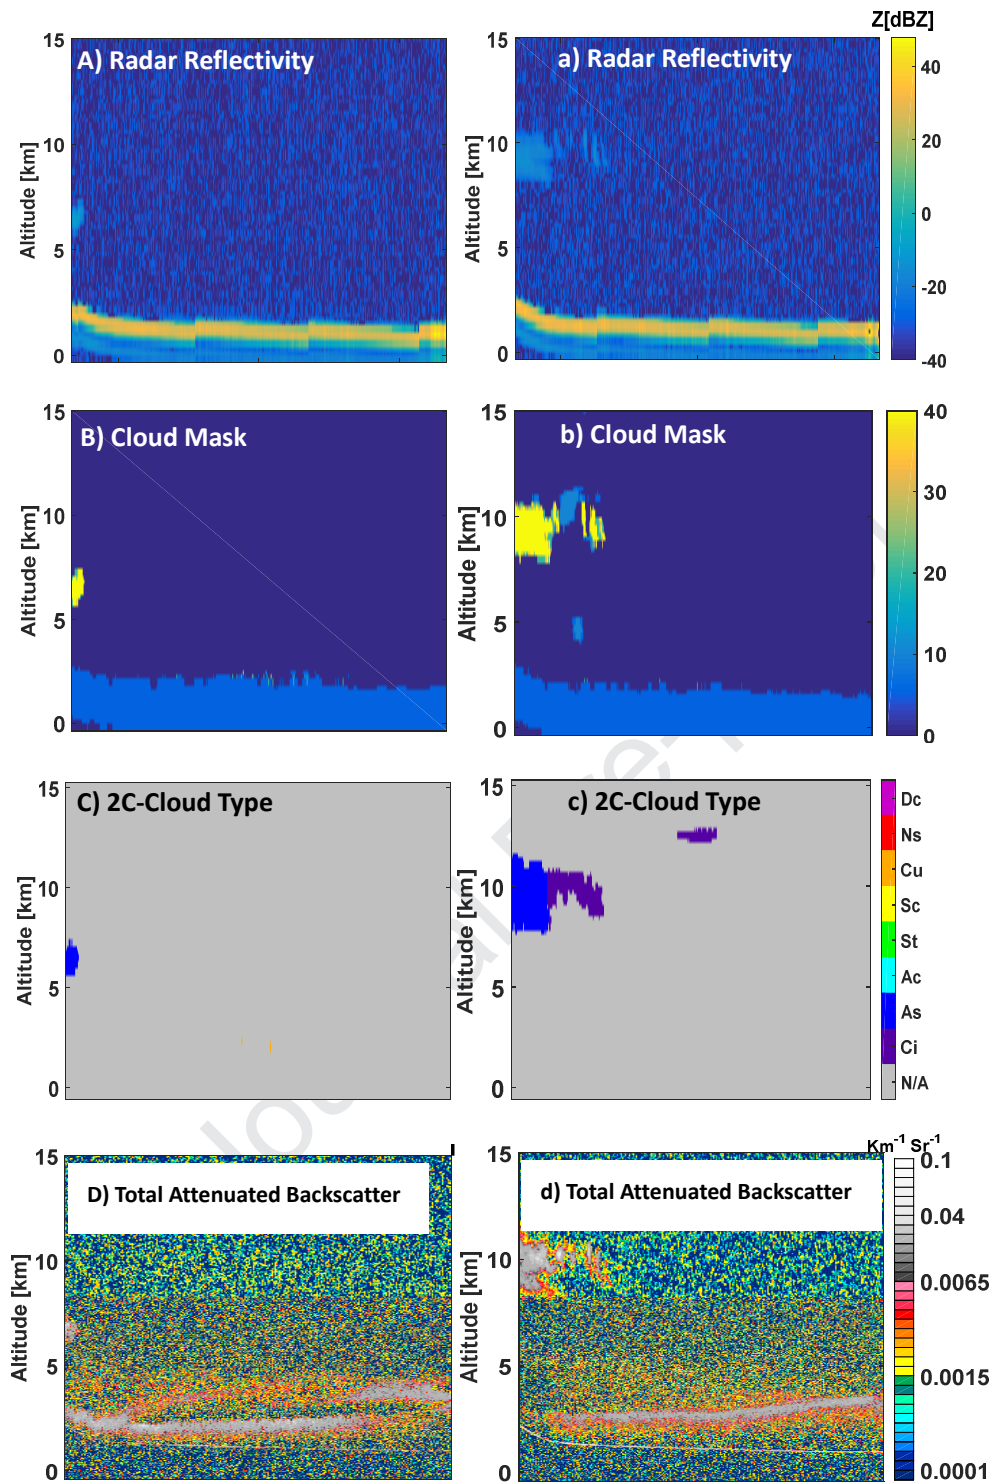 Z[dBZ]
A) Radar Reflectivity
a) Radar Reflectivity
Altitude [km]
15
10
5
0
Altitude [km]
15
10
5
0
40
20
0
-20
-40
B) Cloud Mask
b) Cloud Mask
Altitude [km]
15
10
5
0
Altitude [km]
15
10
5
0
40
30
20
10
0
C) 2C-Cloud Type
c) 2C-Cloud Type
Altitude [km]
15
10
5
0
Altitude [km]
15
10
5
0
Dc
Ns
Cu
Sc
St
Ac
As
Ci
N/A
Km⁻¹ Sr⁻¹
D) Total Attenuated Backscatter
d) Total Attenuated Backscatter
Altitude [km]
15
10
5
0
Altitude [km]
15
10
5
0
0.1
0.04
0.0065
0.0015
0.0001